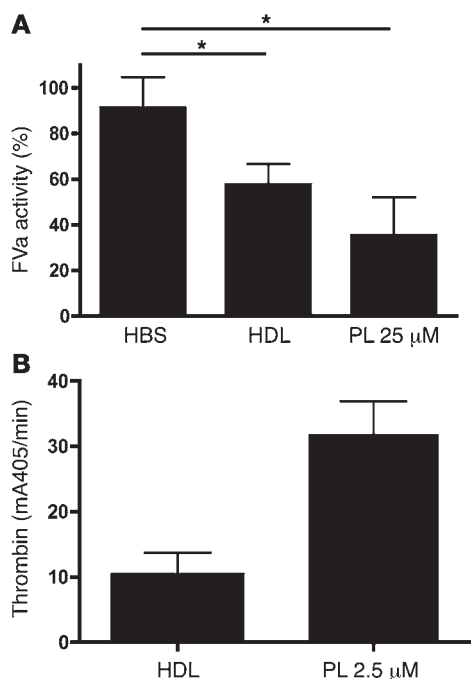 A
*
*
FVa activity (%)
100
80
60
40
20
0
HBS HDL PL 25 μM
B
Thrombin (mA405/min)
40
30
20
10
0
HDL PL 2.5 μM